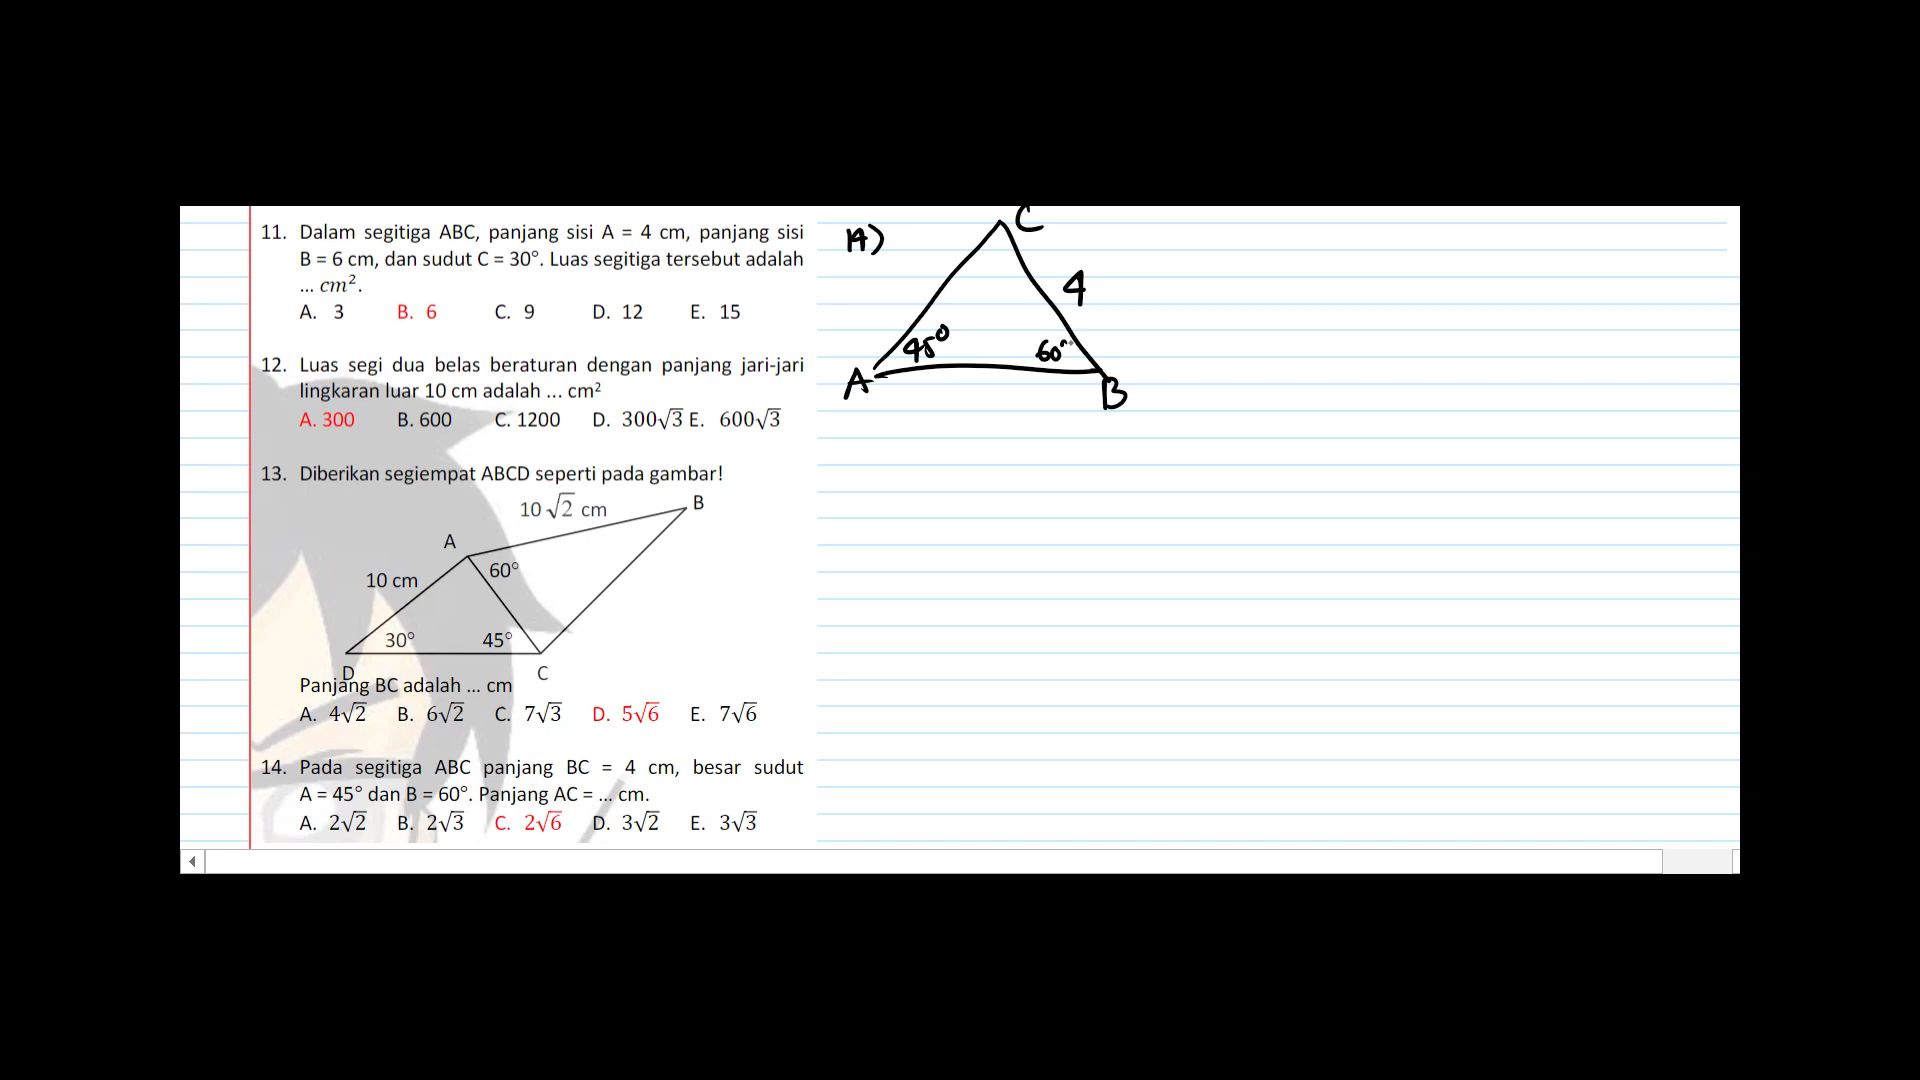 11. Dalam segitiga ABC, panjang sisi A = 4 cm, panjang sisi
B = 6 cm, dan sudut C = 30°. Luas segitiga tersebut adalah
... cm².
A. 3 B. 6 C. 9 D. 12 E. 15
12. Luas segi dua belas beraturan dengan panjang jari-jari
lingkaran luar 10 cm adalah ... cm²
A. 300 B. 600 C. 1200 D. 300√3 E. 600√3
13. Diberikan segiempat ABCD seperti pada gambar!
10√2 cm
B
A
60°
10 cm
30°
45°
D
C
Panjang BC adalah ... cm
A. 4√2 B. 6√2 C. 7√3 D. 5√6 E. 7√6
14. Pada segitiga ABC panjang BC = 4 cm, besar sudut
A = 45° dan B = 60°. Panjang AC = ... cm.
A. 2√2 B. 2√3 C. 2√6 D. 3√2 E. 3√3
14)
C
4
45°
60°
A
B